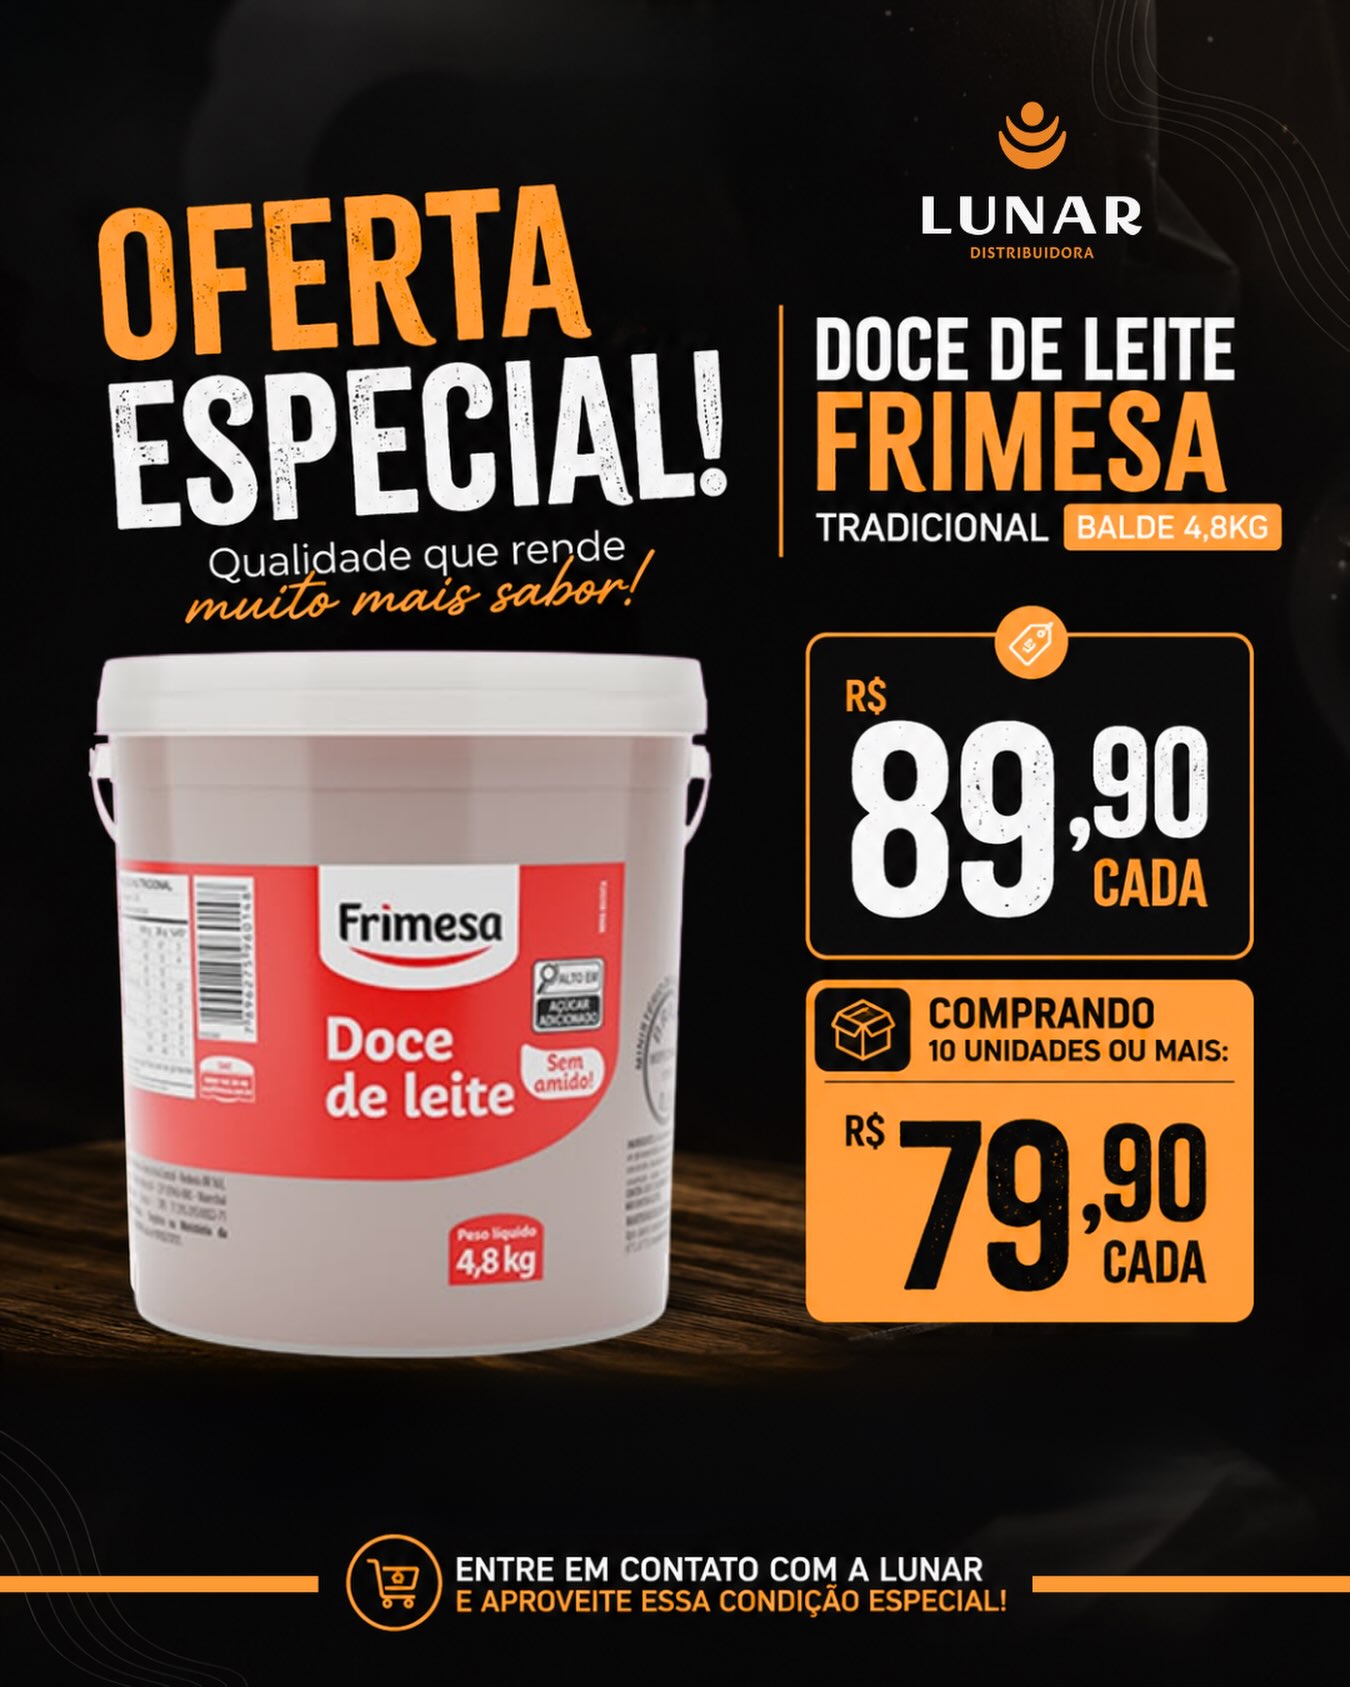 LUNAR
DISTRIBUIDORA
OFERTA
ESPECIAL!
Qualidade que rende
muito mais sabor!
DOCE DE LEITE
FRIMESA
TRADICIONAL BALDE 4,8KG
R$
89,90
CADA
COMPRANDO
10 UNIDADES OU MAIS:
R$ 79,90
CADA
Frimesa
ALTO EM
AÇÚCAR
ADICIONADO
Doce
de leite
Sem
amido!
Peso líquido
4,8 kg
ENTRE EM CONTATO COM A LUNAR
E APROVEITE ESSA CONDIÇÃO ESPECIAL!